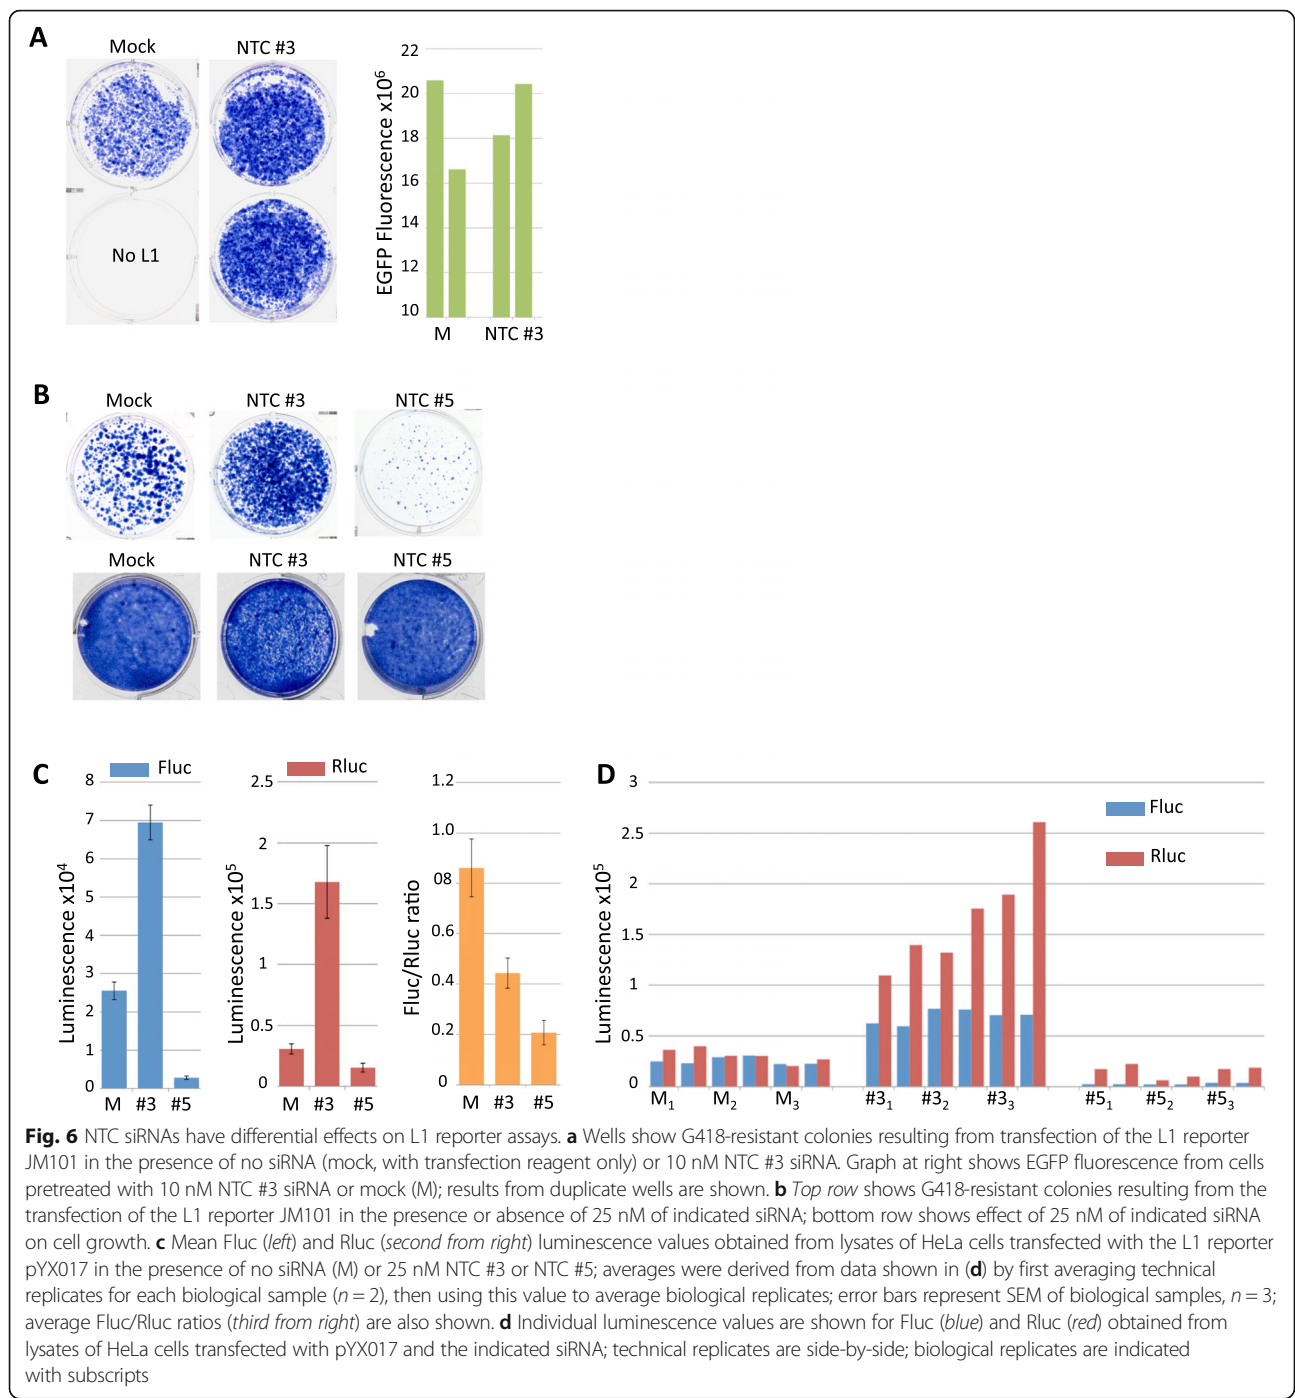 A
Mock
NTC #3
No L1
EGFP Fluorescence x10⁶
22
20
18
16
14
12
10
M
NTC #3
B
Mock
NTC #3
NTC #5
Mock
NTC #3
NTC #5
C
Fluc
Luminescence x10⁴
8
7
6
5
4
3
2
1
0
M #3 #5
Rluc
Luminescence x10⁵
2.5
2
1.5
1
0.5
0
M #3 #5
Fluc/Rluc ratio
1.2
1.0
08
0.6
0.4
0.2
0
M #3 #5
D
Luminescence x10⁵
3
2.5
2
1.5
1
0.5
0
Fluc
Rluc
M₁ M₂ M₃ #3₁ #3₂ #3₃ #5₁ #5₂ #5₃
Fig. 6 NTC siRNAs have differential effects on L1 reporter assays. a Wells show G418-resistant colonies resulting from transfection of the L1 reporter
JM101 in the presence of no siRNA (mock, with transfection reagent only) or 10 nM NTC #3 siRNA. Graph at right shows EGFP fluorescence from cells
pretreated with 10 nM NTC #3 siRNA or mock (M); results from duplicate wells are shown. b Top row shows G418-resistant colonies resulting from the
transfection of the L1 reporter JM101 in the presence or absence of 25 nM of indicated siRNA; bottom row shows effect of 25 nM of indicated siRNA
on cell growth. c Mean Fluc (left) and Rluc (second from right) luminescence values obtained from lysates of HeLa cells transfected with the L1 reporter
pYX017 in the presence of no siRNA (M) or 25 nM NTC #3 or NTC #5; averages were derived from data shown in (d) by first averaging technical
replicates for each biological sample (n = 2), then using this value to average biological replicates; error bars represent SEM of biological samples, n = 3;
average Fluc/Rluc ratios (third from right) are also shown. d Individual luminescence values are shown for Fluc (blue) and Rluc (red) obtained from
lysates of HeLa cells transfected with pYX017 and the indicated siRNA; technical replicates are side-by-side; biological replicates are indicated
with subscripts